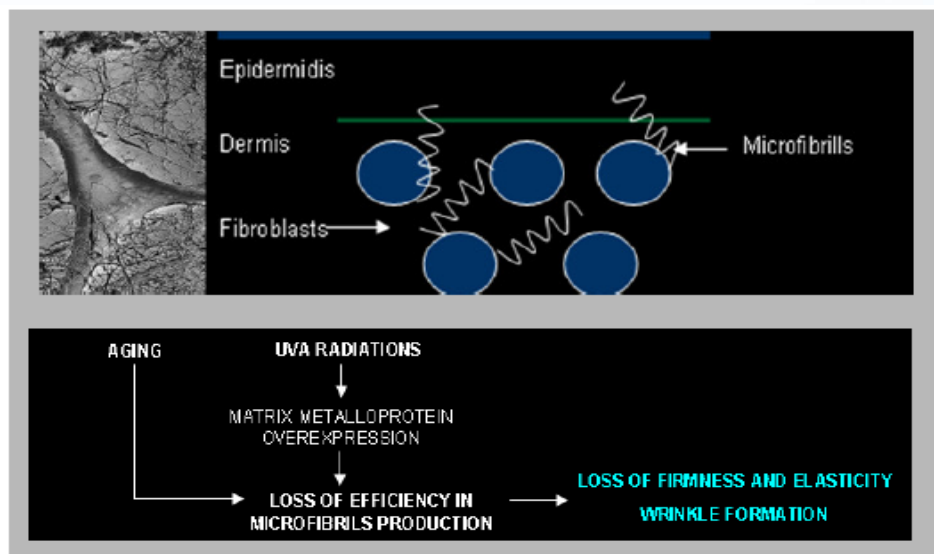 Epidermidis
Dermis
Microfibrills
Fibroblasts
AGING
UVA RADIATIONS
MATRIX METALLOPROTEIN
OVEREXPRESSION
LOSS OF EFFICIENCY IN
MICROFIBRILS PRODUCTION
LOSS OF FIRMNESS AND ELASTICITY
WRINKLE FORMATION